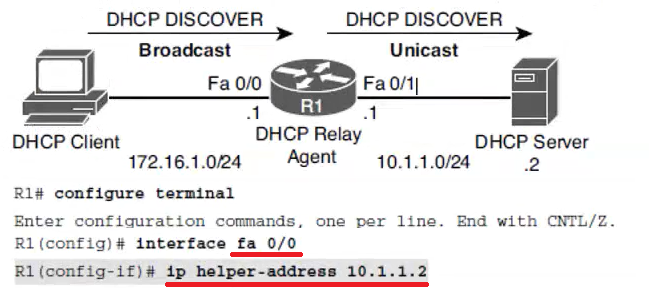 DHCP DISCOVER DHCP DISCOVER
Broadcast Unicast
Fa 0/0 Fa 0/1
R1
.1 .1
DHCP Client DHCP Relay Agent DHCP Server
.2
172.16.1.0/24 10.1.1.0/24
R1# configure terminal
Enter configuration commands, one per line. End with CNTL/Z.
R1(config)# interface fa 0/0
R1(config-if)# ip helper-address 10.1.1.2